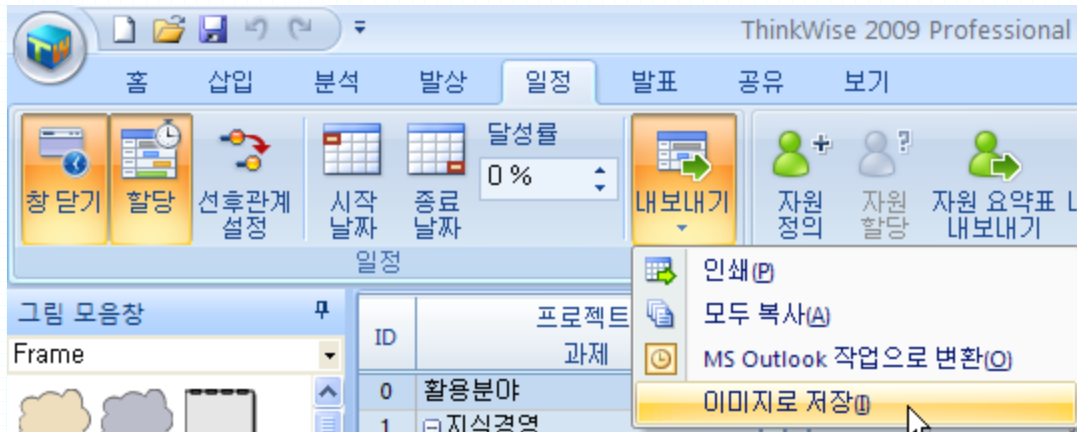 ThinkWise 2009 Professional
홈 삽입 분석 발상 일정 발표 공유 보기
창 닫기
할당
선후관계
설정
시작
날짜
종료
날짜
달성률
0 %
내보내기
자원
정의
자원
할당
자원 요약표
내보내기
일정
인쇄(P)
모두 복사(A)
MS Outlook 작업으로 변환(O)
이미지로 저장(I)
그림 모음창
Frame
ID
프로젝트
과제
0 활용분야
1 지식경영